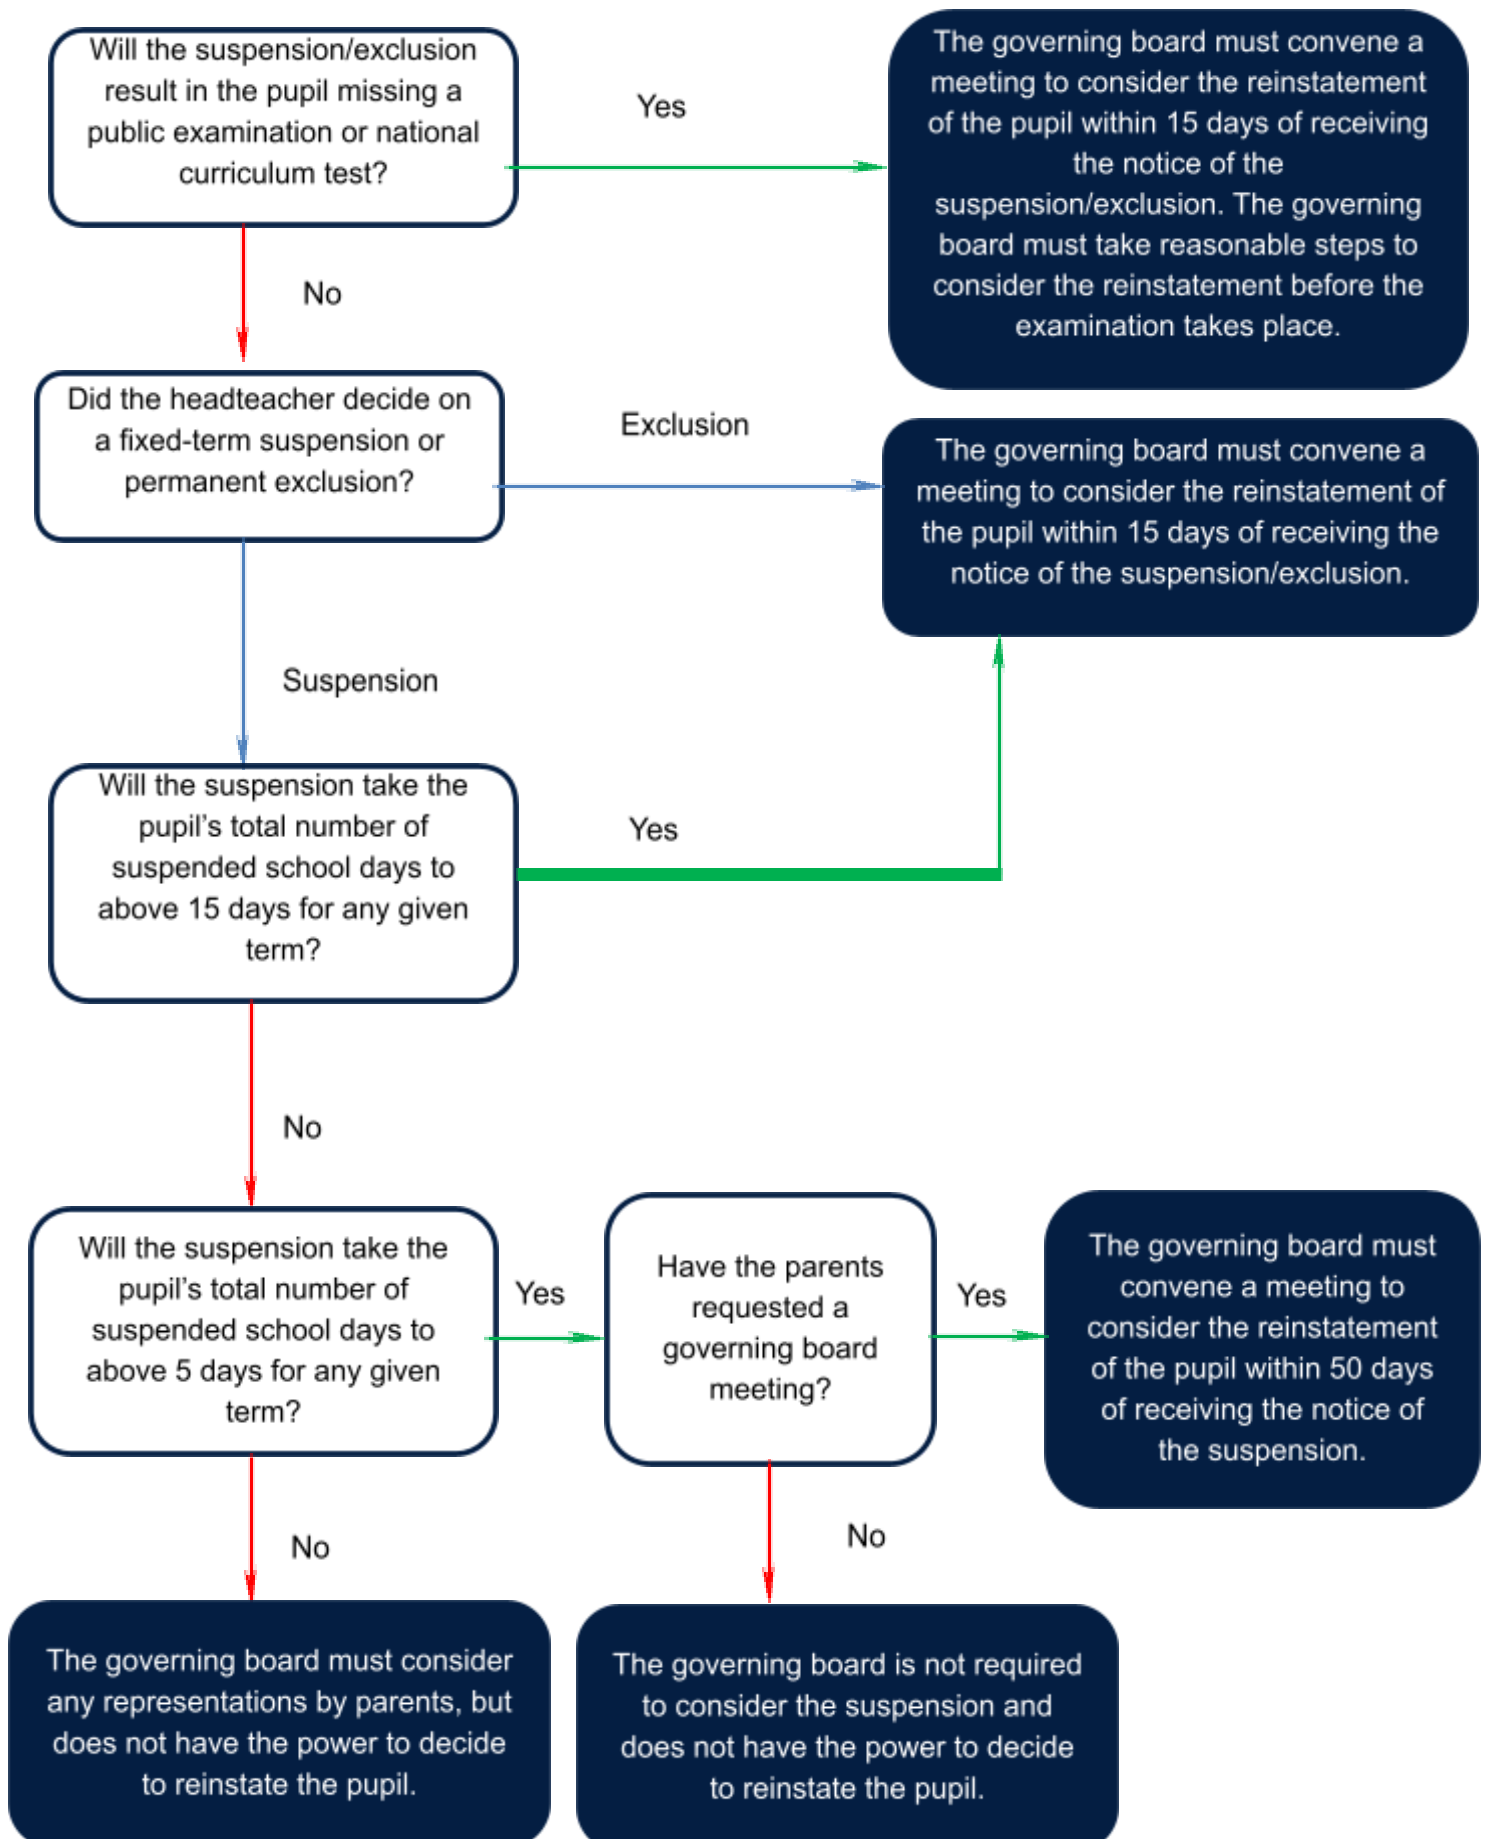 Will the suspension/exclusion
result in the pupil missing a
public examination or national
curriculum test?
Yes
The governing board must convene a
meeting to consider the reinstatement
of the pupil within 15 days of receiving
the notice of the
suspension/exclusion. The governing
board must take reasonable steps to
consider the reinstatement before the
examination takes place.
No
Did the headteacher decide on
a fixed-term suspension or
permanent exclusion?
Exclusion
The governing board must convene a
meeting to consider the reinstatement of
the pupil within 15 days of receiving the
notice of the suspension/exclusion.
Suspension
Will the suspension take the
pupil’s total number of
suspended school days to
above 15 days for any given
term?
Yes
No
Will the suspension take the
pupil’s total number of
suspended school days to
above 5 days for any given
term?
Yes
Have the parents
requested a
governing board
meeting?
Yes
The governing board must
convene a meeting to
consider the reinstatement
of the pupil within 50 days
of receiving the notice of
the suspension.
No
No
The governing board must consider
any representations by parents, but
does not have the power to decide
to reinstate the pupil.
The governing board is not required
to consider the suspension and
does not have the power to decide
to reinstate the pupil.